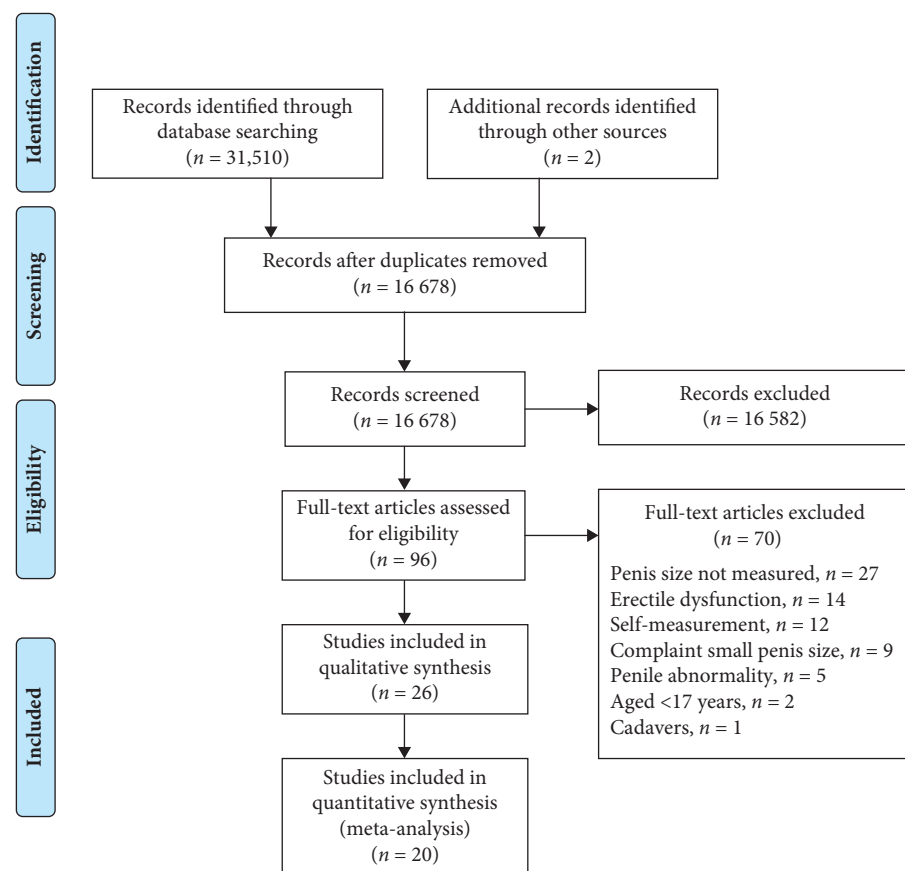 Identification
Records identified through
database searching
(n = 31,510)
Additional records identified
through other sources
(n = 2)
Screening
Records after duplicates removed
(n = 16 678)
Records screened
(n = 16 678)
Records excluded
(n = 16 582)
Eligibility
Full-text articles assessed
for eligibility
(n = 96)
Full-text articles excluded
(n = 70)
Penis size not measured, n = 27
Erectile dysfunction, n = 14
Self-measurement, n = 12
Complaint small penis size, n = 9
Penile abnormality, n = 5
Aged <17 years, n = 2
Cadavers, n = 1
Included
Studies included in
qualitative synthesis
(n = 26)
Studies included in
quantitative synthesis
(meta-analysis)
(n = 20)